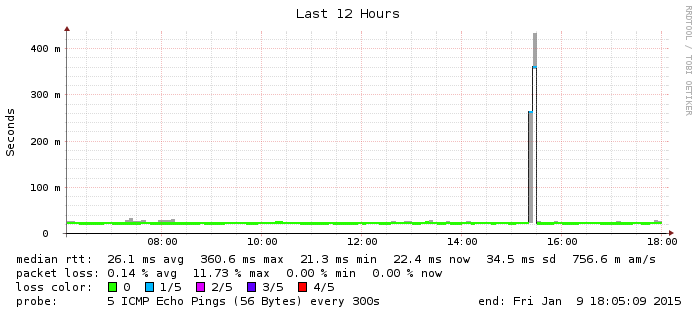 Last 12 Hours
RRDTOOL / TOBI OETIKER
Seconds
400 m
300 m
200 m
100 m
0
08:00 10:00 12:00 14:00 16:00 18:00
median rtt: 26.1 ms avg 360.6 ms max 21.3 ms min 22.4 ms now 34.5 ms sd 756.6 m am/s
packet loss: 0.14 % avg 11.73 % max 0.00 % min 0.00 % now
loss color: 0 1/5 2/5 3/5 4/5
probe: 5 ICMP Echo Pings (56 Bytes) every 300s end: Fri Jan 9 18:05:09 2015